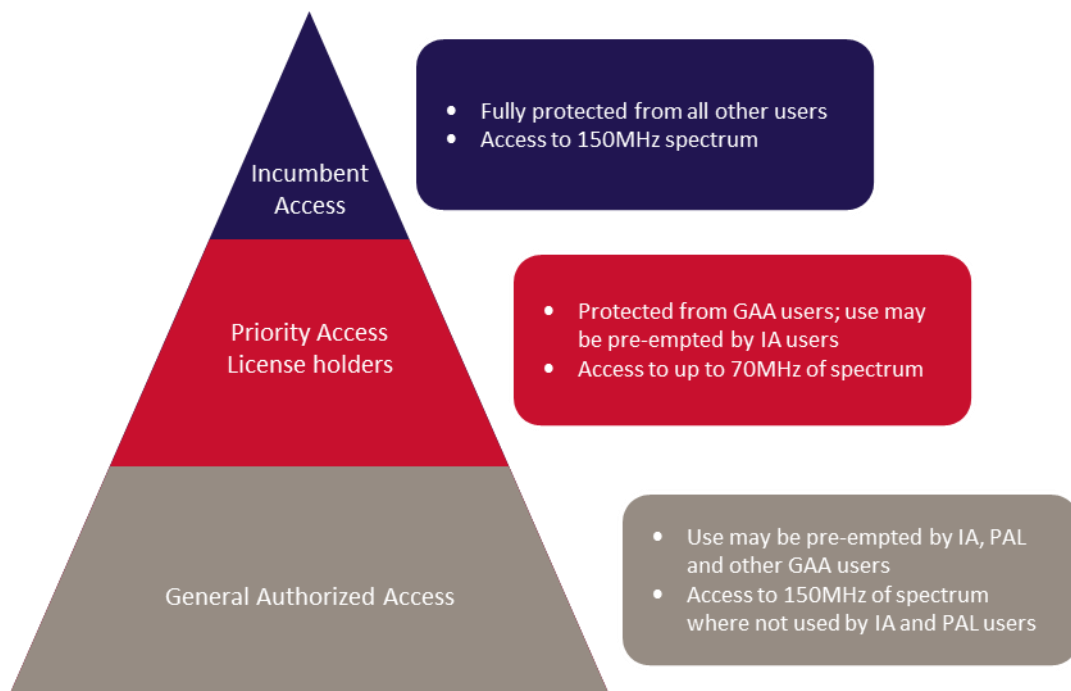 Incumbent
Access
• Fully protected from all other users
• Access to 150MHz spectrum
Priority Access
License holders
• Protected from GAA users; use may
be pre-empted by IA users
• Access to up to 70MHz of spectrum
General Authorized Access
• Use may be pre-empted by IA, PAL
and other GAA users
• Access to 150MHz of spectrum
where not used by IA and PAL users